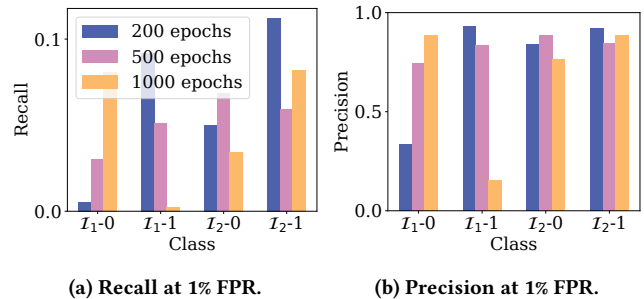 200 epochs
500 epochs
1000 epochs
0.1
0.0
Recall
ℐ₁-0 ℐ₁-1 ℐ₂-0 ℐ₂-1
Class
(a) Recall at 1% FPR.
1.0
0.5
0.0
Precision
ℐ₁-0 ℐ₁-1 ℐ₂-0 ℐ₂-1
Class
(b) Precision at 1% FPR.